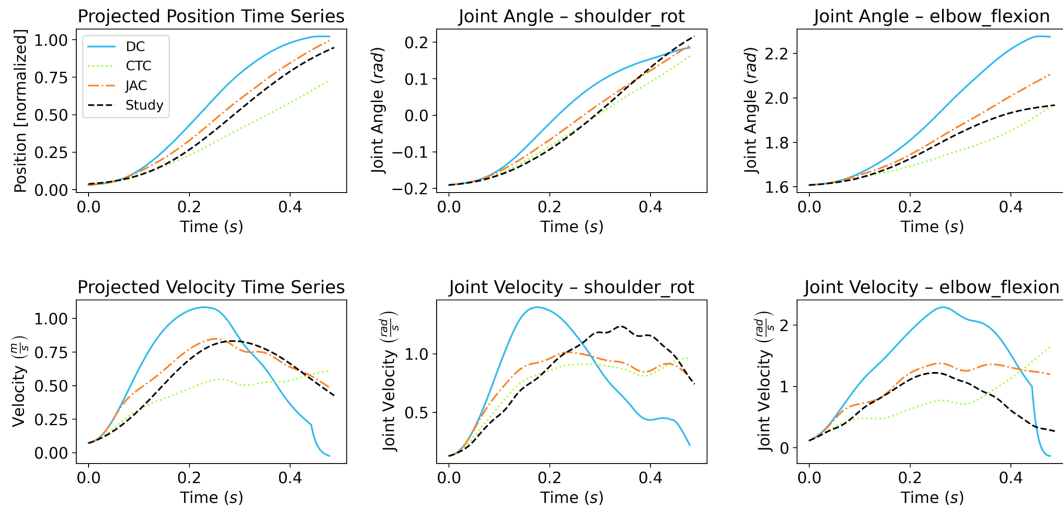 Projected Position Time Series
Position [normalized]
1.00
0.75
0.50
0.25
0.00
DC
CTC
JAC
Study
0.0 0.2 0.4
Time (s)
Joint Angle – shoulder_rot
Joint Angle (rad)
0.2
0.1
0.0
−0.1
−0.2
0.0 0.2 0.4
Time (s)
Joint Angle – elbow_flexion
Joint Angle (rad)
2.2
2.0
1.8
1.6
0.0 0.2 0.4
Time (s)
Projected Velocity Time Series
Velocity (m/s)
1.00
0.75
0.50
0.25
0.00
0.0 0.2 0.4
Time (s)
Joint Velocity – shoulder_rot
Joint Velocity (rad/s)
1.0
0.5
0.0 0.2 0.4
Time (s)
Joint Velocity – elbow_flexion
Joint Velocity (rad/s)
2
1
0
0.0 0.2 0.4
Time (s)